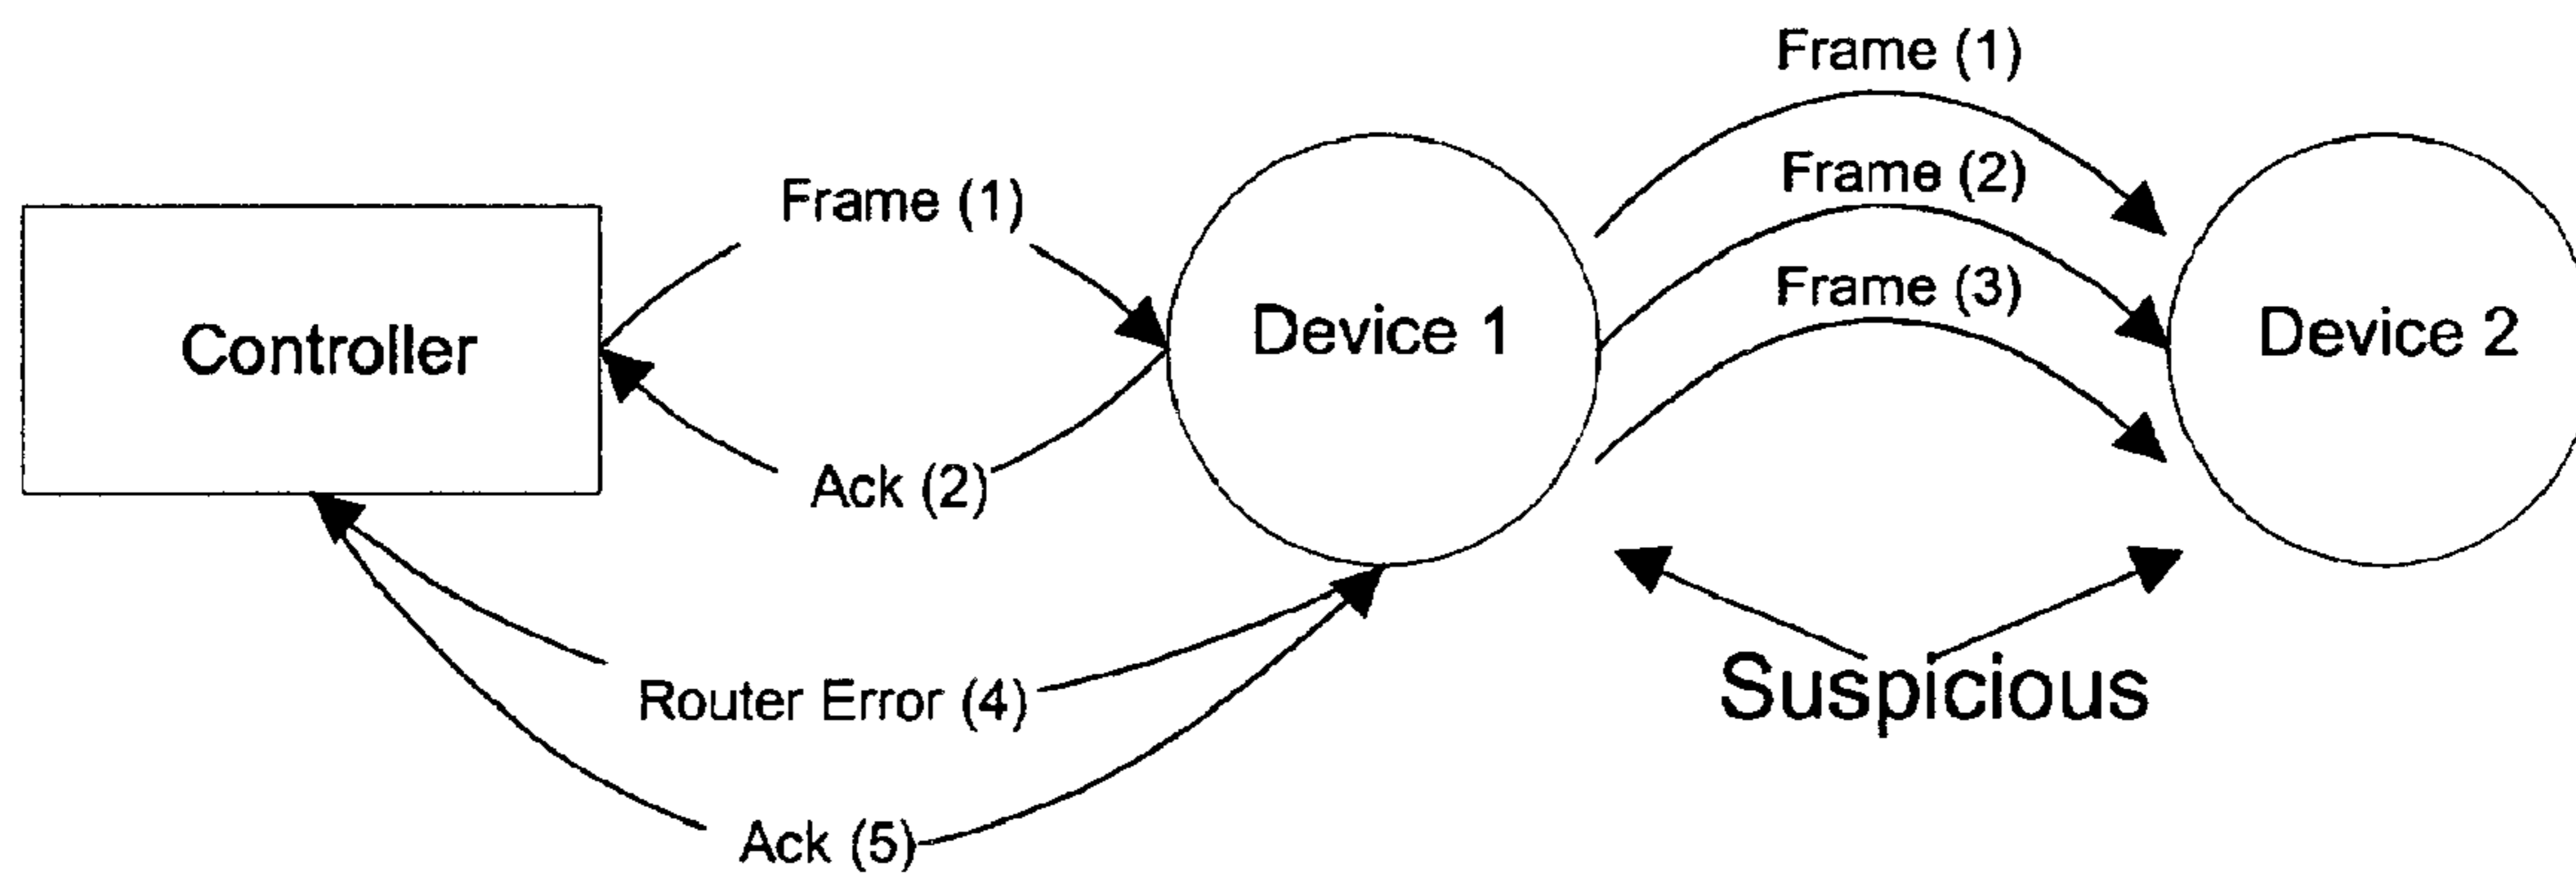 Frame (1)
Frame (2)
Frame (1)
Frame (3)
Controller
Device 1
Device 2
Ack (2)
Router Error (4)
Suspicious
Ack (5)